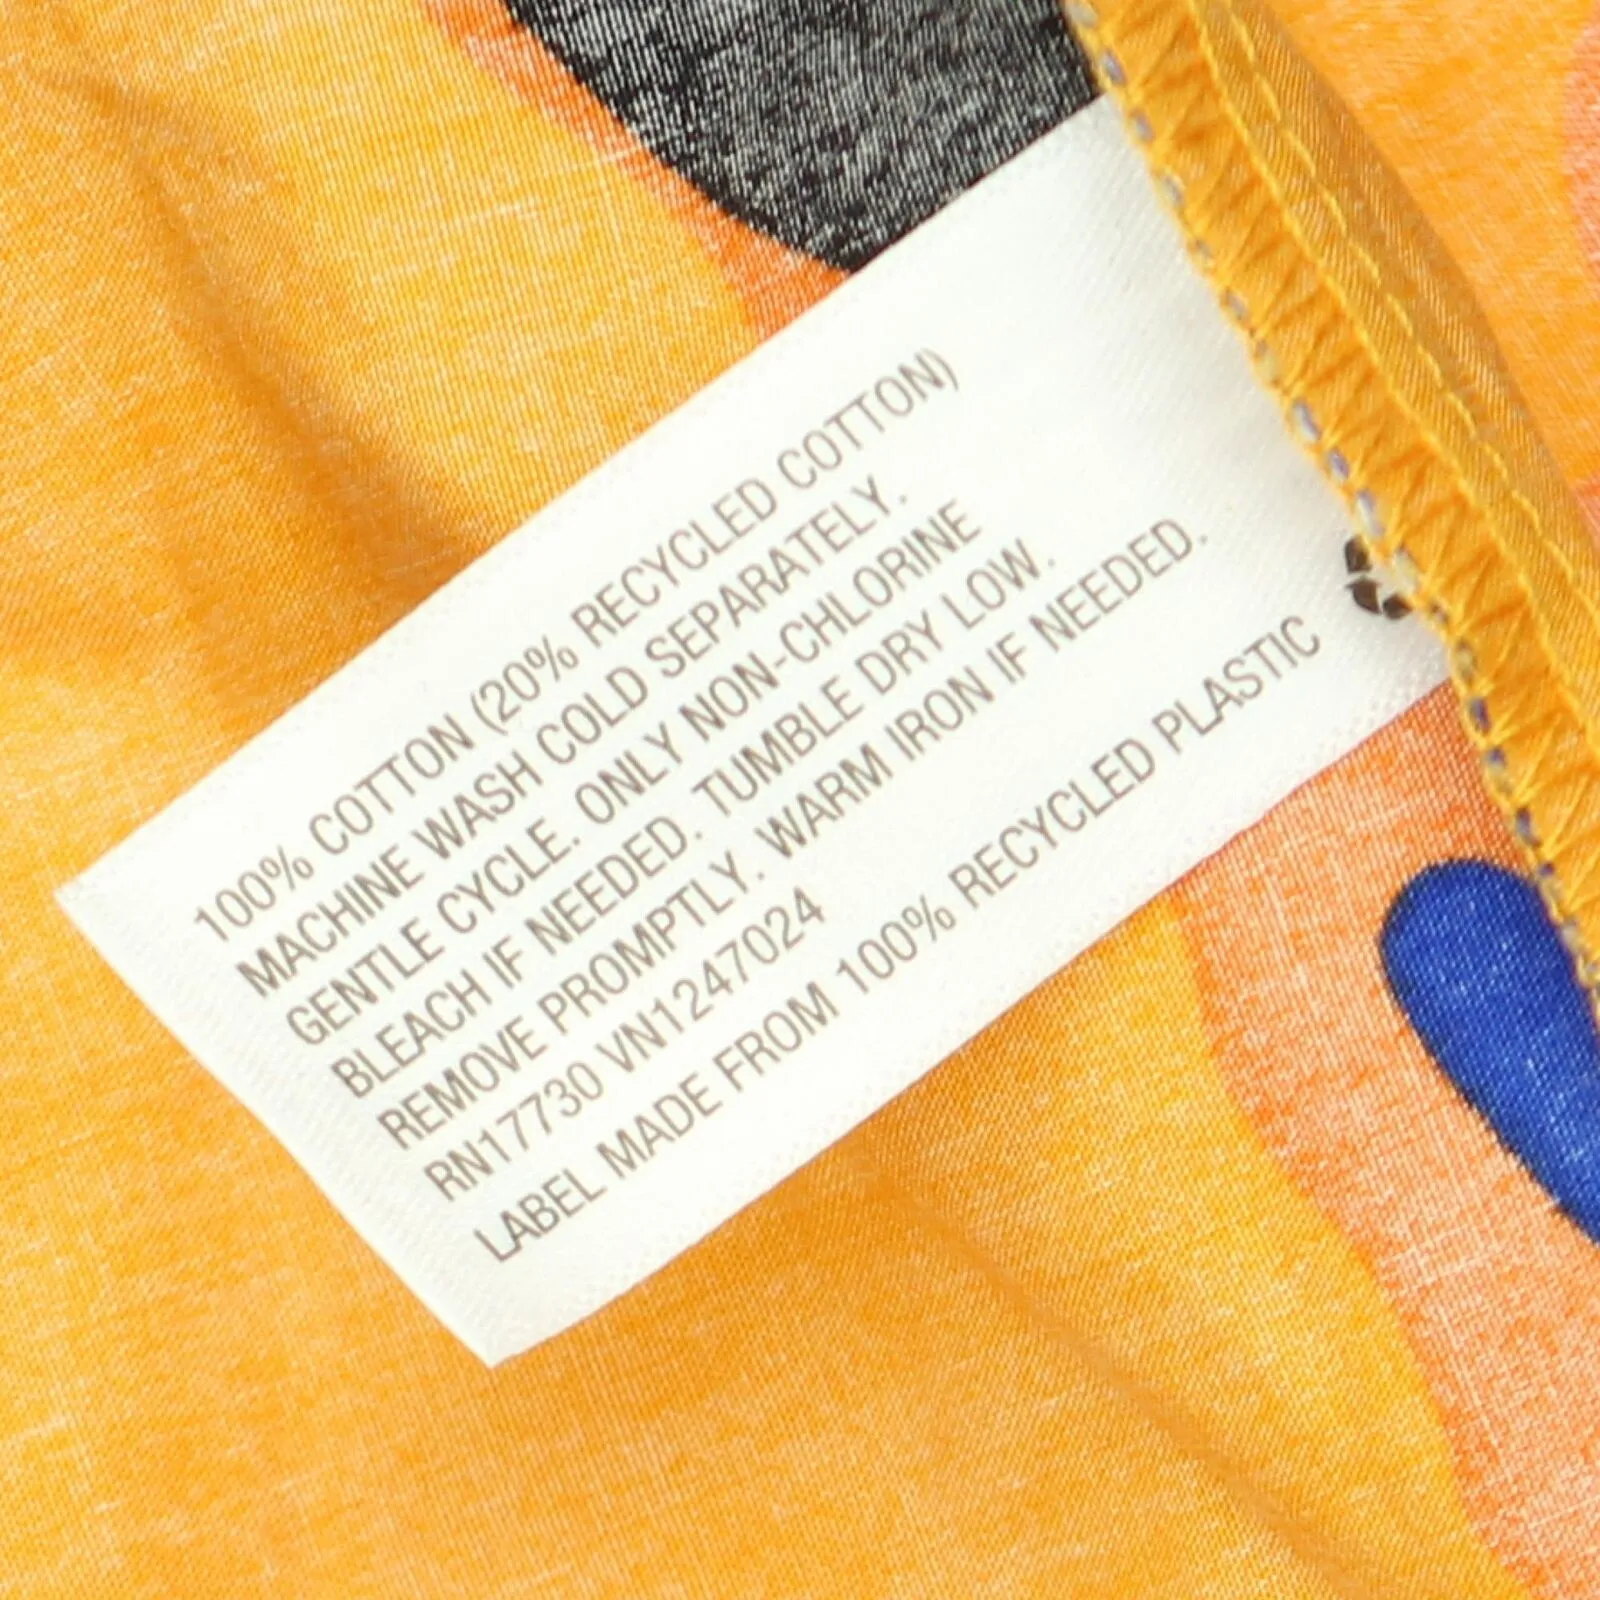 100% COTTON (20% RECYCLED COTTON)
MACHINE WASH COLD SEPARATELY.
GENTLE CYCLE. ONLY NON-CHLORINE
BLEACH IF NEEDED. TUMBLE DRY LOW.
REMOVE PROMPTLY. WARM IRON IF NEEDED.
RN17730 VN1247024
LABEL MADE FROM 100% RECYCLED PLASTIC